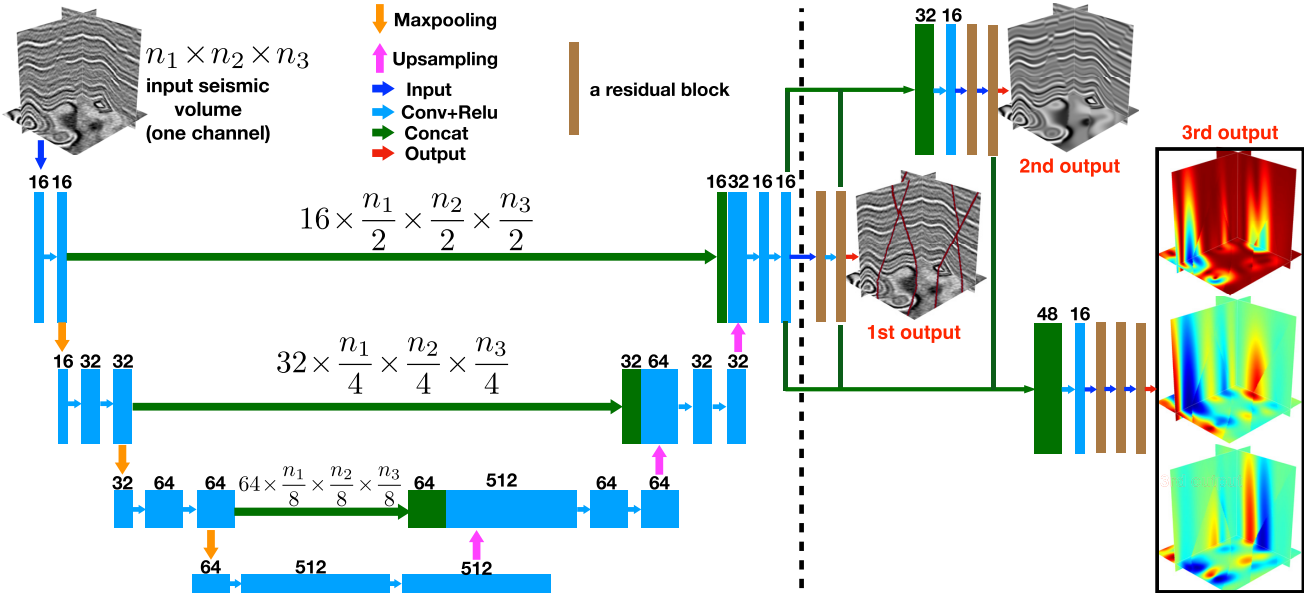 n₁ × n₂ × n₃
input seismic
volume
(one channel)
Maxpooling
Upsampling
Input
Conv+Relu
Concat
Output
a residual block
32 16
2nd output
3rd output
16 16
16 × n₁/2 × n₂/2 × n₃/2
16 32 16 16
1st output
48 16
16 32 32
32 × n₁/4 × n₂/4 × n₃/4
32 64 32 32
32 64 64
64 × n₁/8 × n₂/8 × n₃/8
64 512 64 64
64 512 512